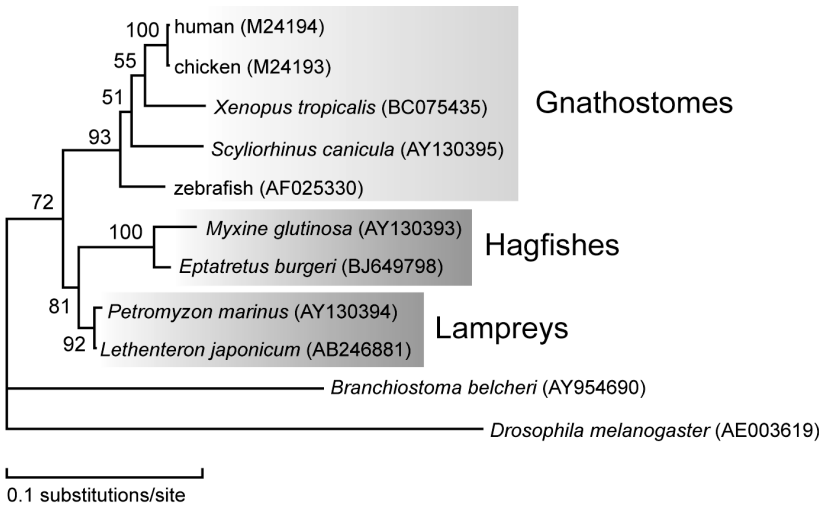 100
human (M24194)
55
chicken (M24193)
51
Xenopus tropicalis (BC075435)
Gnathostomes
93
Scyliorhinus canicula (AY130395)
zebrafish (AF025330)
72
100
Myxine glutinosa (AY130393)
Hagfishes
Eptatretus burgeri (BJ649798)
81
Petromyzon marinus (AY130394)
Lampreys
92
Lethenteron japonicum (AB246881)
Branchiostoma belcheri (AY954690)
Drosophila melanogaster (AE003619)
0.1 substitutions/site